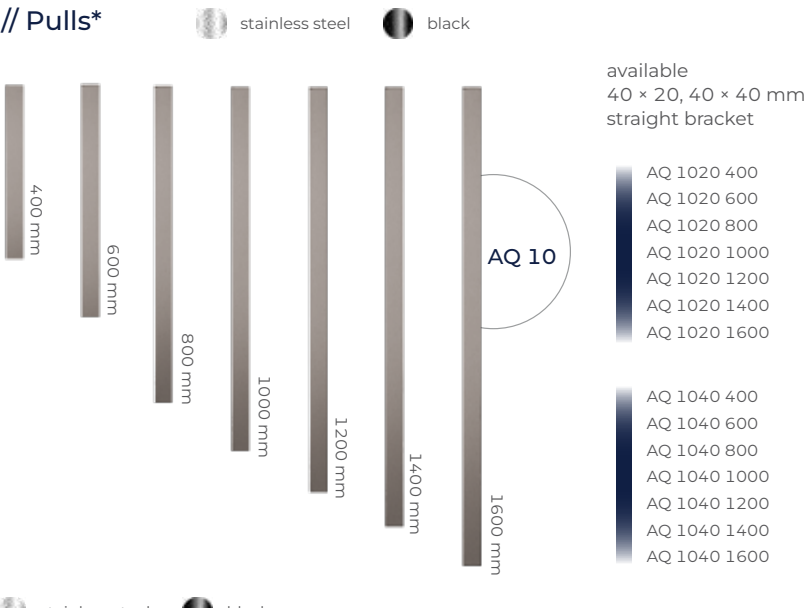 // Pulls*
stainless steel
black
400 mm
600 mm
800 mm
1000 mm
1200 mm
1400 mm
1600 mm
AQ 10
available
40 × 20, 40 × 40 mm
straight bracket
AQ 1020 400
AQ 1020 600
AQ 1020 800
AQ 1020 1000
AQ 1020 1200
AQ 1020 1400
AQ 1020 1600
AQ 1040 400
AQ 1040 600
AQ 1040 800
AQ 1040 1000
AQ 1040 1200
AQ 1040 1400
AQ 1040 1600